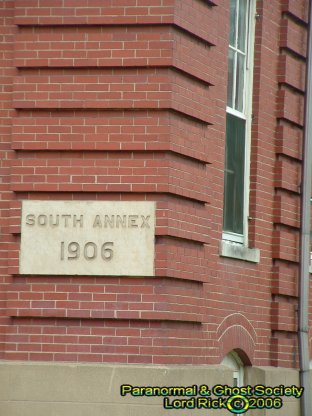 SOUTH ANNEX
1906
Paranormal & Ghost Society
Lord Rick © 2006